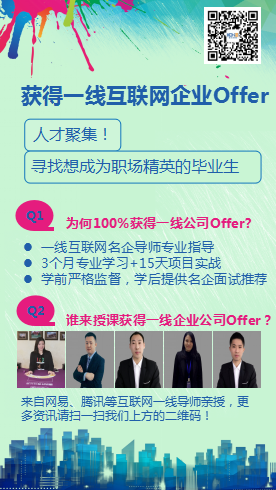 获得一线互联网企业Offer
人才聚集！
寻找想成为职场精英的毕业生
Q1
为何100%获得一线公司Offer?
一线互联网名企导师专业指导
3个月专业学习+15天项目实战
学前严格监督，学后提供名企面试推荐
Q2
谁来授课获得一线企业公司Offer？
来自网易、腾讯等互联网一线导师亲授，更
多资讯请扫一扫我们上方的二维码！